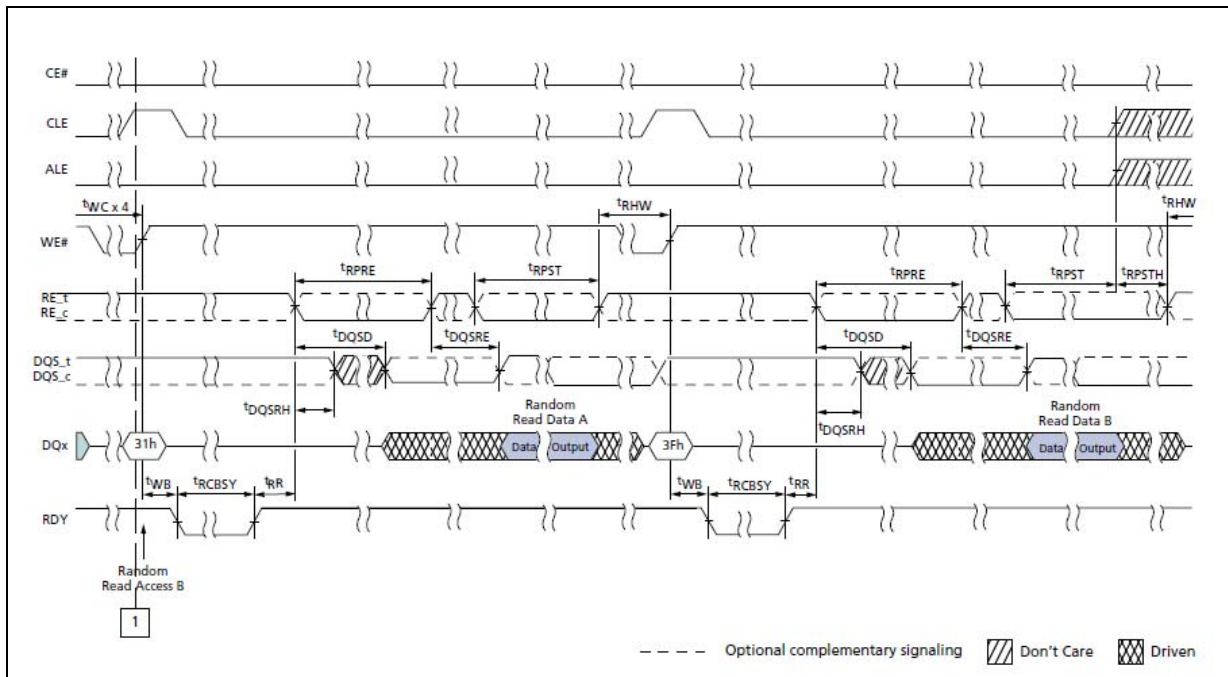 CE#
CLE
ALE
tWC x 4
tRHW
tRHW
WE#
tRPRE
tRPST
tRPRE
tRPST
tRPSTH
RE_t
RE_c
tDQSD
tDQSRE
tDQSD
tDQSRE
DQS_t
DQS_c
tDQSRH
Random
Read Data A
tDQSRH
Random
Read Data B
DQx
31h
Data
Output
3Fh
Data
Output
tWB
tRCBSY
tRR
tWB
tRCBSY
tRR
RDY
Random
Read Access B
1
Optional complementary signaling
Don't Care
Driven